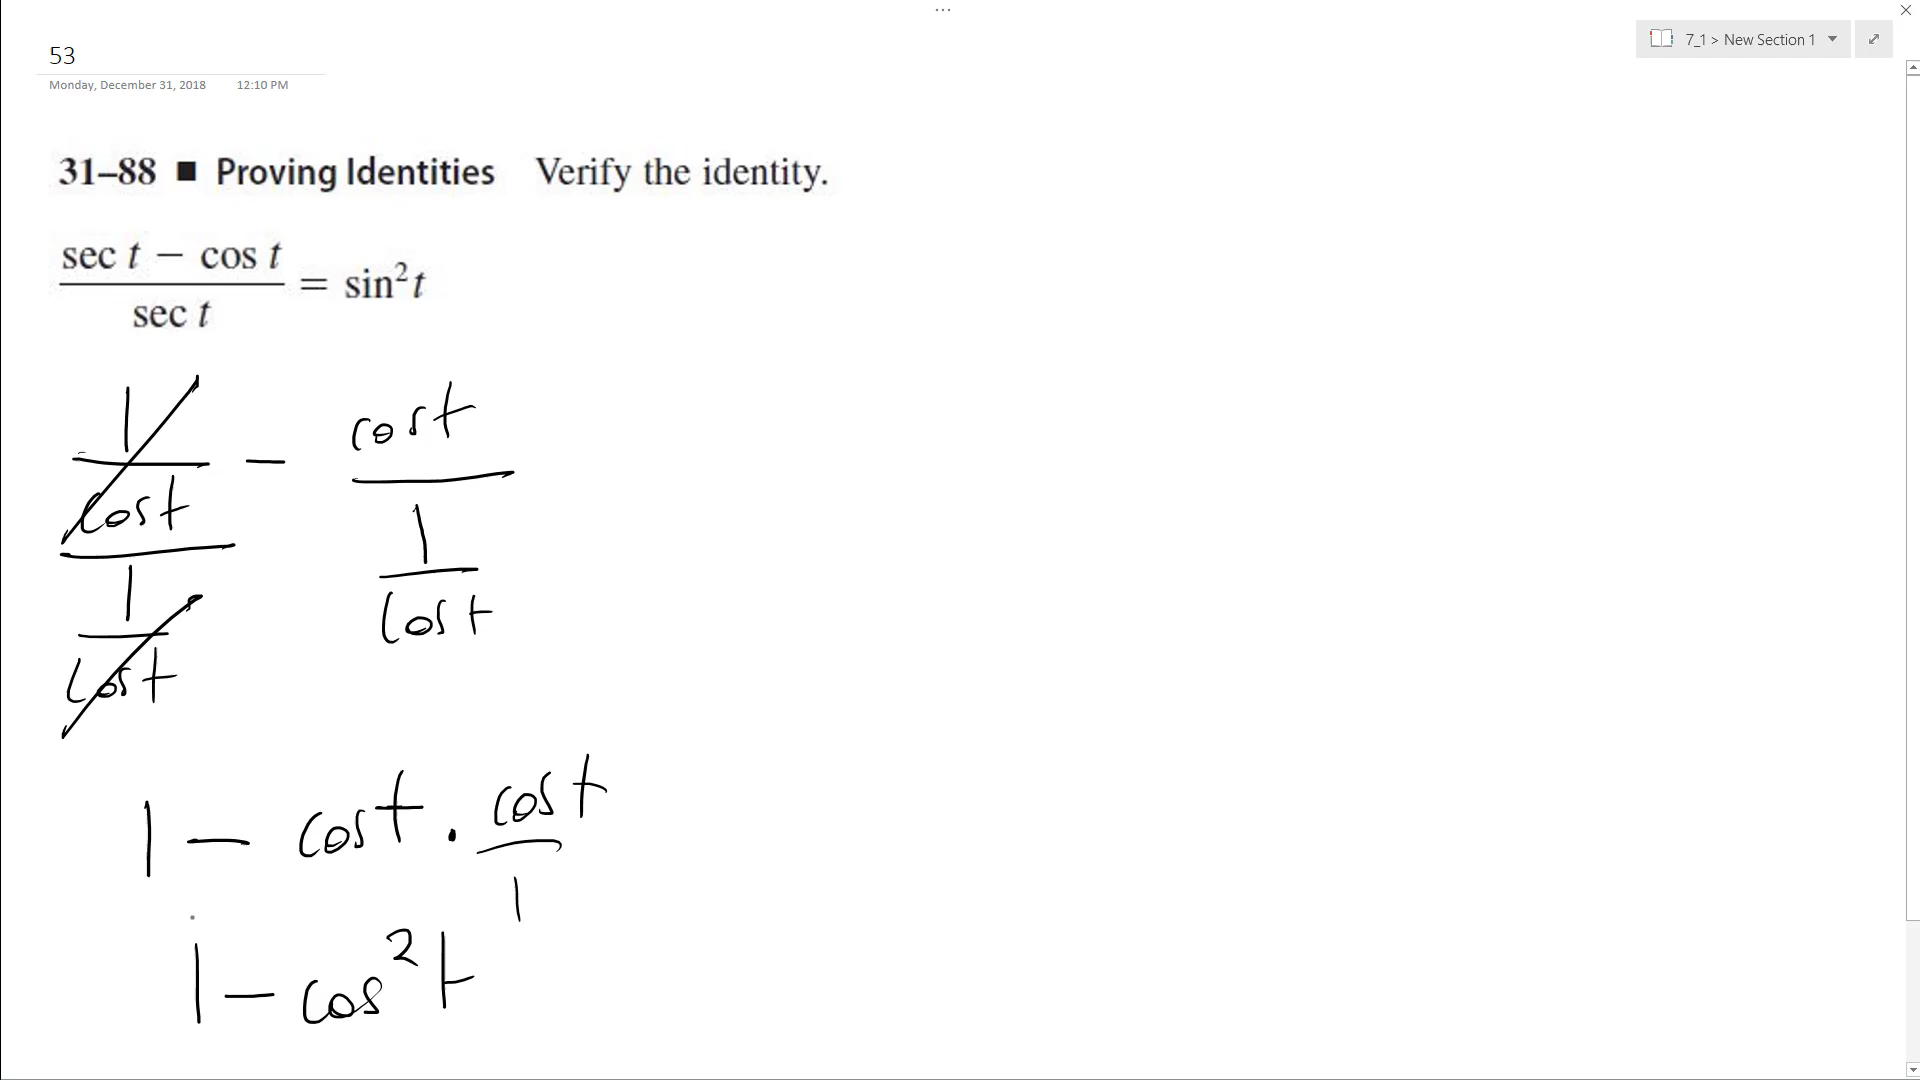 ...
7_1 > New Section 1
53
Monday, December 31, 2018 12:10 PM
31–88 ■ Proving Identities Verify the identity.
sec t − cos t
= sin²t
sec t
1
cos t
−
cos t
1
cos t
1
cos t
1 − cos t · cos t
1
1 − cos² t